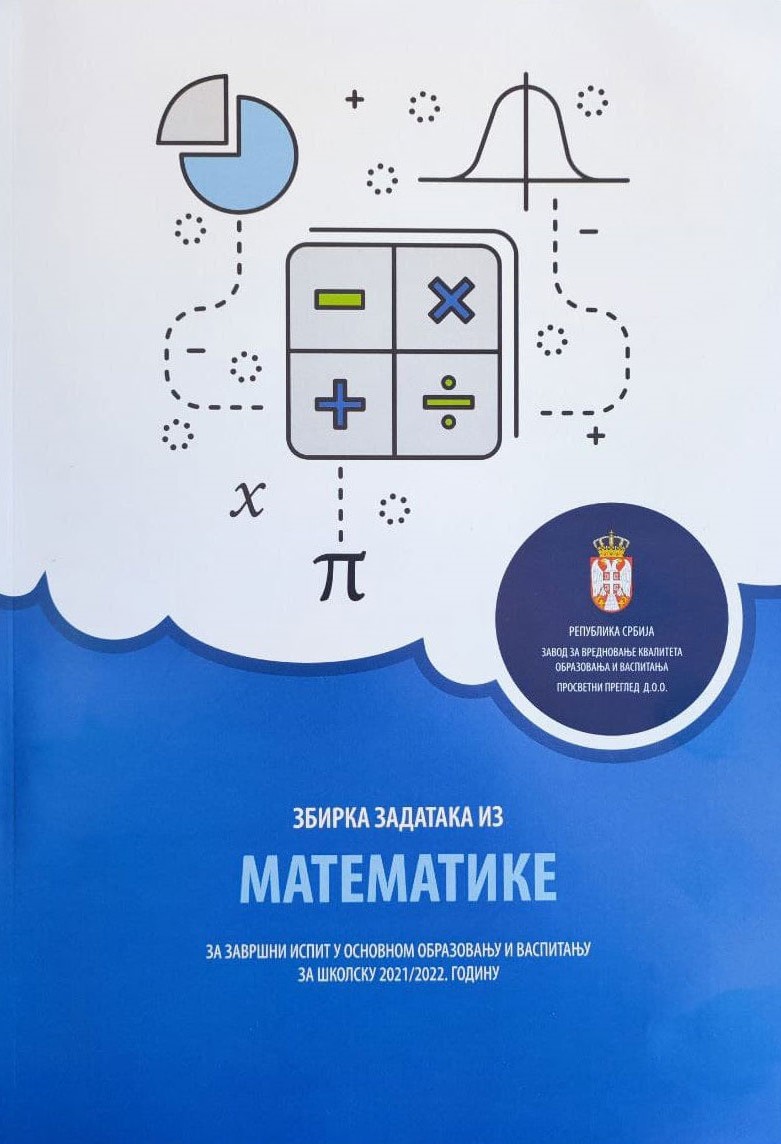 x
π
РЕПУБЛИКА СРБИЈА
ЗАВОД ЗА ВРЕДНОВАЊЕ КВАЛИТЕТА
ОБРАЗОВАЊА И ВАСПИТАЊА
ПРОСВЕТНИ ПРЕГЛЕД Д.О.О.
ЗБИРКА ЗАДАТАКА ИЗ
МАТЕМАТИКЕ
ЗА ЗАВРШНИ ИСПИТ У ОСНОВНОМ ОБРАЗОВАЊУ И ВАСПИТАЊУ
ЗА ШКОЛСКУ 2021/2022. ГОДИНУ